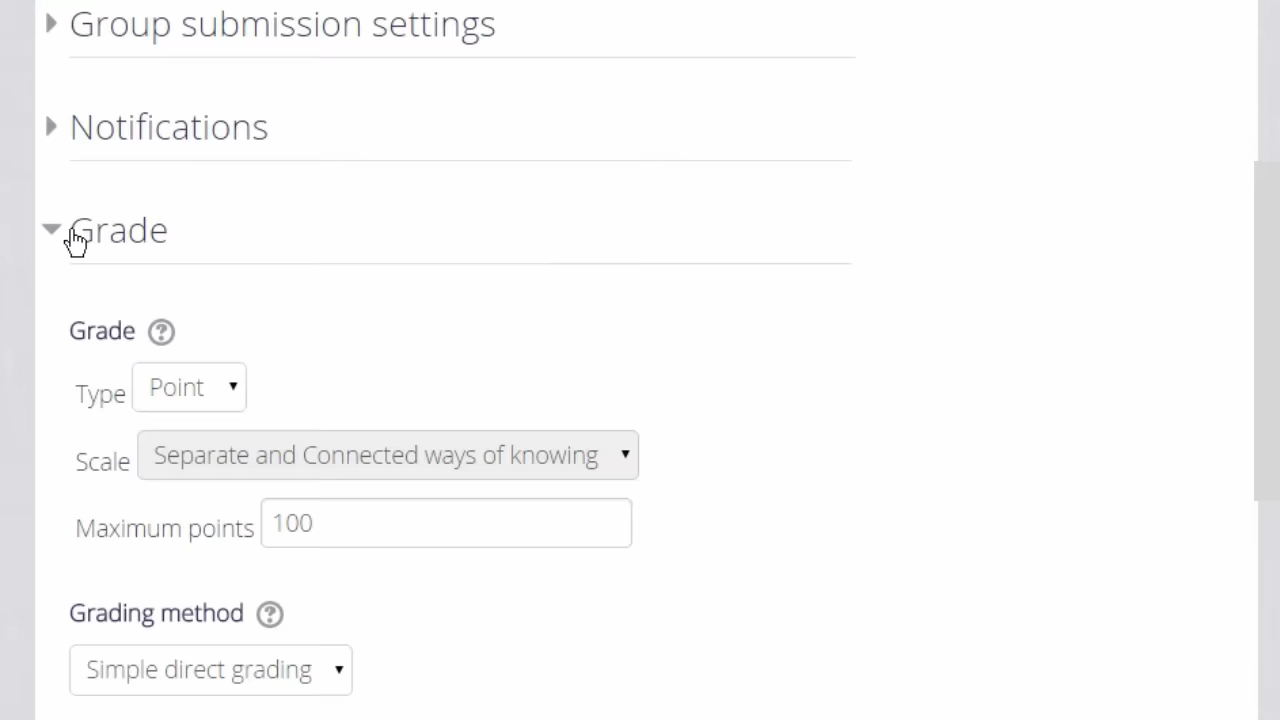 Group submission settings
Notifications
Grade
Grade
Type Point
Scale Separate and Connected ways of knowing
Maximum points 100
Grading method
Simple direct grading